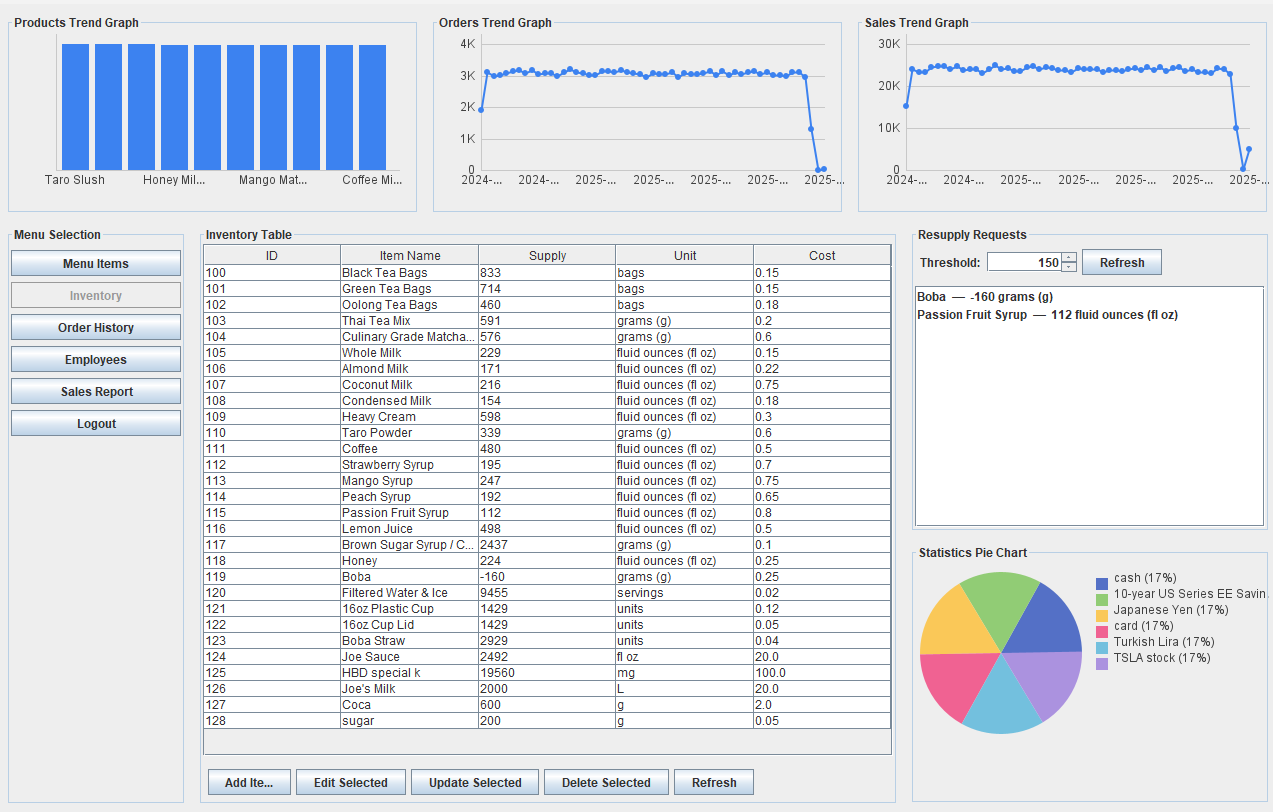 Products Trend Graph
Taro Slush Honey Mil... Mango Mat... Coffee Mi...
Orders Trend Graph
4K
3K
2K
1K
0
2024-... 2024-... 2025-... 2025-... 2025-... 2025-... 2025-...
Sales Trend Graph
30K
20K
10K
0
2024-... 2024-... 2025-... 2025-... 2025-... 2025-... 2025-...
Menu Selection
Menu Items
Inventory
Order History
Employees
Sales Report
Logout
Inventory Table
ID Item Name Supply Unit Cost
100 Black Tea Bags 833 bags 0.15
101 Green Tea Bags 714 bags 0.15
102 Oolong Tea Bags 460 bags 0.18
103 Thai Tea Mix 591 grams (g) 0.2
104 Culinary Grade Matcha... 576 grams (g) 0.6
105 Whole Milk 229 fluid ounces (fl oz) 0.15
106 Almond Milk 171 fluid ounces (fl oz) 0.22
107 Coconut Milk 216 fluid ounces (fl oz) 0.75
108 Condensed Milk 154 fluid ounces (fl oz) 0.18
109 Heavy Cream 598 fluid ounces (fl oz) 0.3
110 Taro Powder 339 grams (g) 0.6
111 Coffee 480 fluid ounces (fl oz) 0.5
112 Strawberry Syrup 195 fluid ounces (fl oz) 0.7
113 Mango Syrup 247 fluid ounces (fl oz) 0.75
114 Peach Syrup 192 fluid ounces (fl oz) 0.65
115 Passion Fruit Syrup 112 fluid ounces (fl oz) 0.8
116 Lemon Juice 498 fluid ounces (fl oz) 0.5
117 Brown Sugar Syrup / C... 2437 grams (g) 0.1
118 Honey 224 fluid ounces (fl oz) 0.25
119 Boba -160 grams (g) 0.25
120 Filtered Water & Ice 9455 servings 0.02
121 16oz Plastic Cup 1429 units 0.12
122 16oz Cup Lid 1429 units 0.05
123 Boba Straw 2929 units 0.04
124 Joe Sauce 2492 fl oz 20.0
125 HBD special k 19560 mg 100.0
126 Joe's Milk 2000 L 20.0
127 Coca 600 g 2.0
128 sugar 200 g 0.05
Add Ite... Edit Selected Update Selected Delete Selected Refresh
Resupply Requests
Threshold: 150 Refresh
Boba — -160 grams (g)
Passion Fruit Syrup — 112 fluid ounces (fl oz)
Statistics Pie Chart
cash (17%)
10-year US Series EE Savin
Japanese Yen (17%)
card (17%)
Turkish Lira (17%)
TSLA stock (17%)